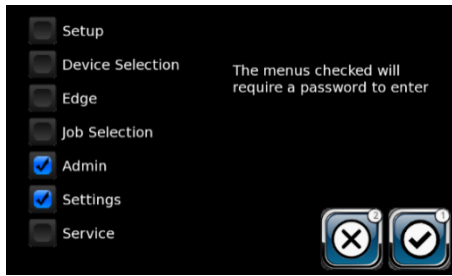 Setup
Device Selection
The menus checked will
require a password to enter
Edge
Job Selection
Admin
Settings
Service
2
1